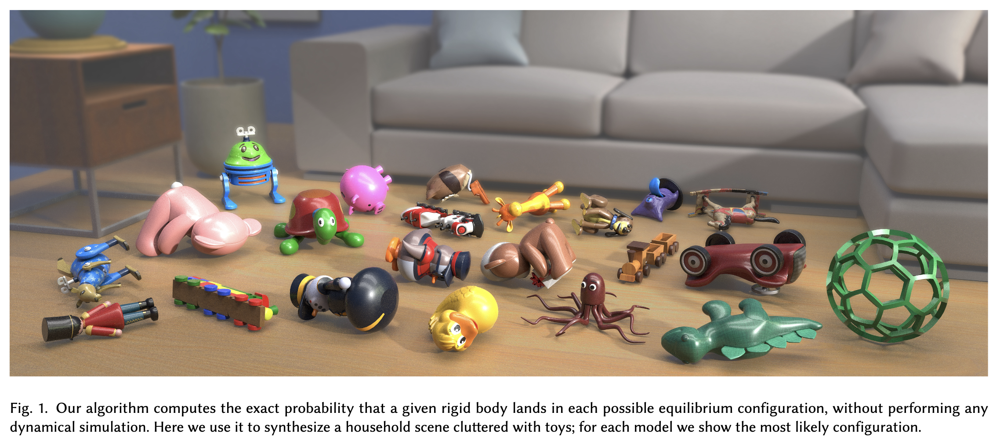 Fig. 1. Our algorithm computes the exact probability that a given rigid body lands in each possible equilibrium configuration, without performing any
dynamical simulation. Here we use it to synthesize a household scene cluttered with toys; for each model we show the most likely configuration.